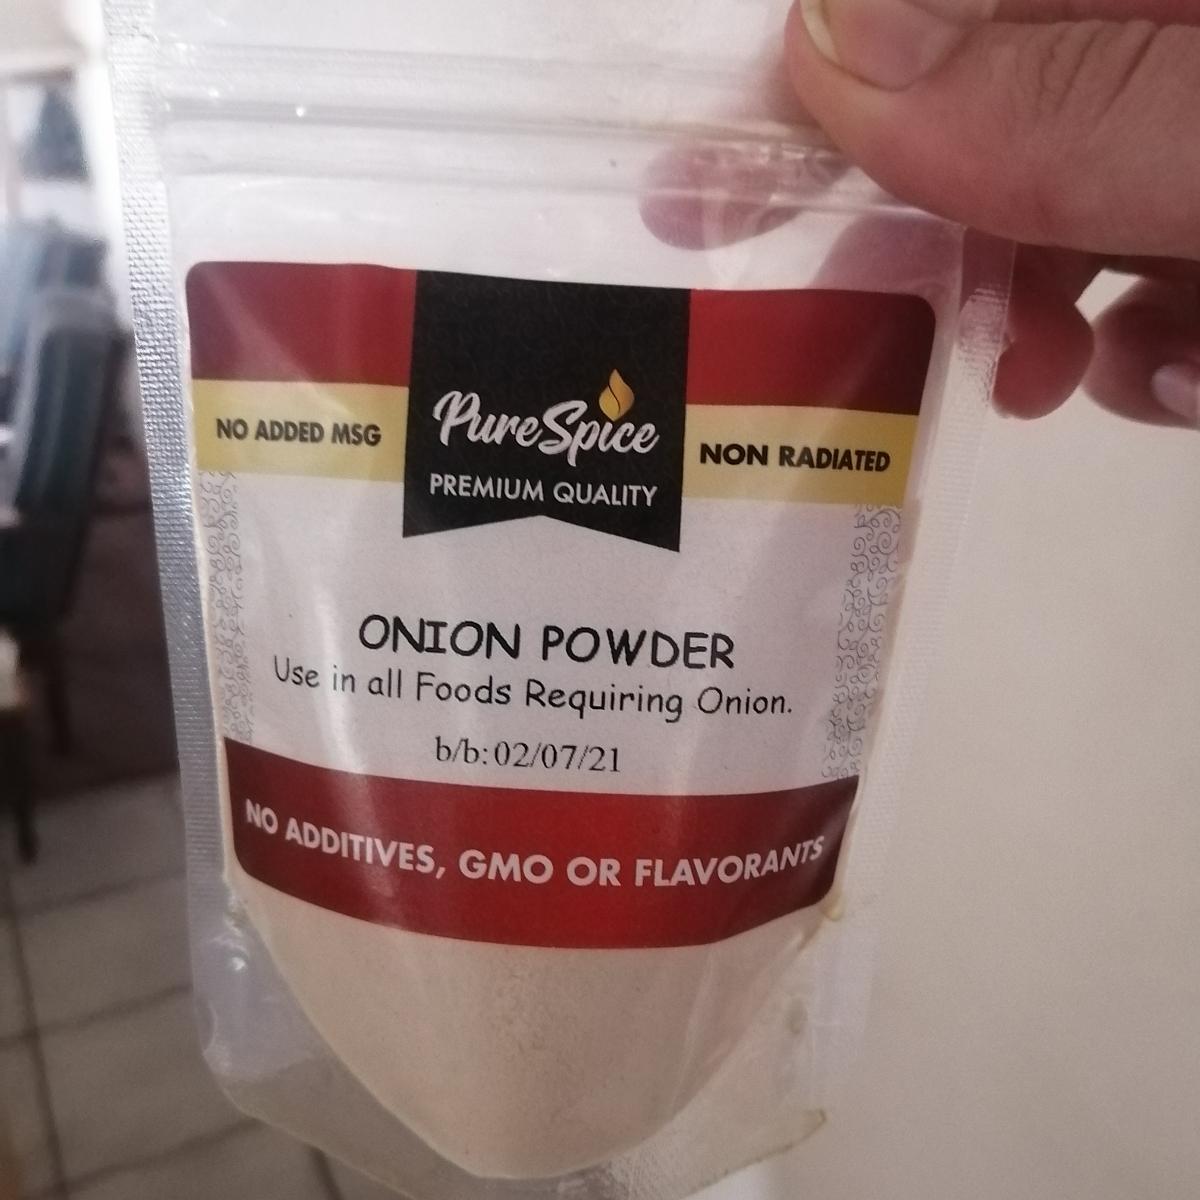 NO ADDED MSG
PureSpice
PREMIUM QUALITY
NON RADIATED
ONION POWDER
Use in all Foods Requiring Onion.
b/b: 02/07/21
NO ADDITIVES, GMO OR FLAVORANTS